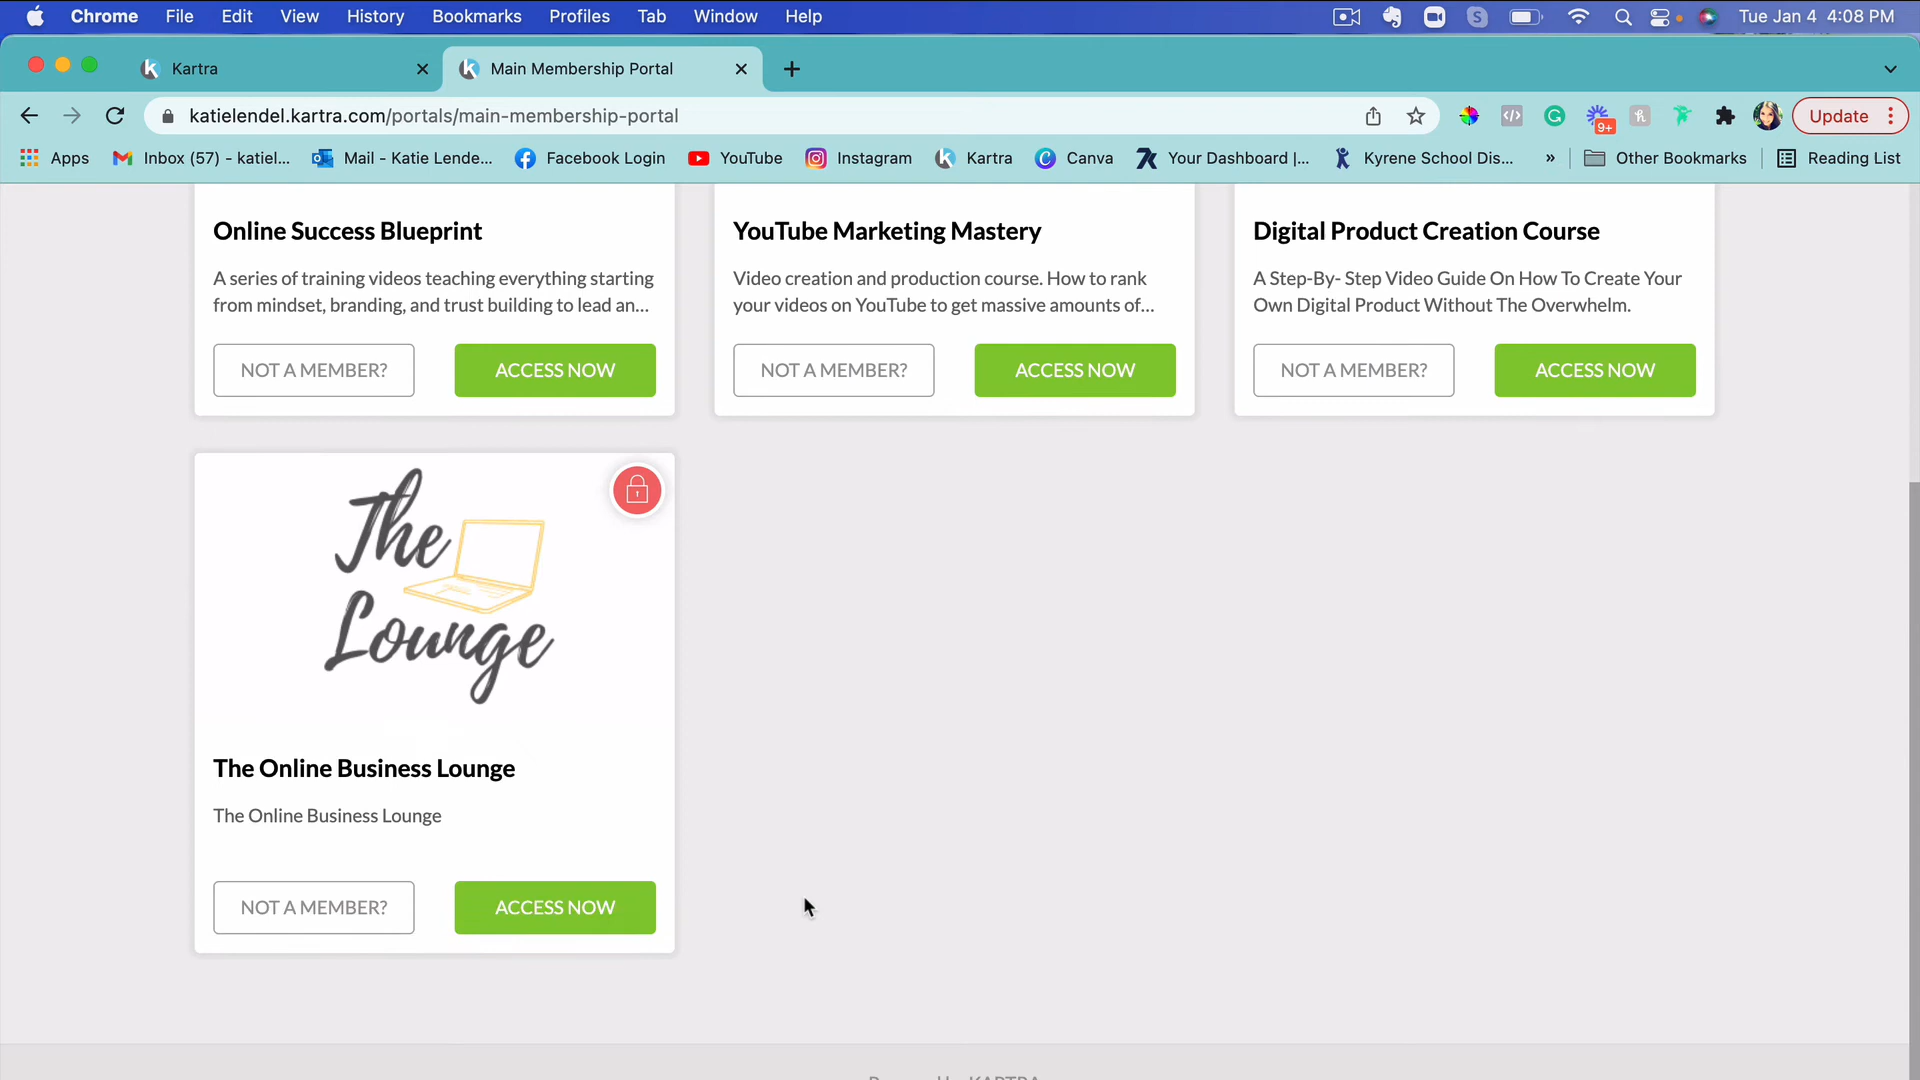 Chrome File Edit View History Bookmarks Profiles Tab Window Help Tue Jan 4 4:08 PM
Kartra Main Membership Portal
katielendel.kartra.com/portals/main-membership-portal Update
9+
Apps Inbox (57) - katiel... Mail - Katie Lende... Facebook Login YouTube Instagram Kartra Canva Your Dashboard |... Kyrene School Dis... » Other Bookmarks Reading List
Online Success Blueprint
A series of training videos teaching everything starting
from mindset, branding, and trust building to lead an...
NOT A MEMBER? ACCESS NOW
YouTube Marketing Mastery
Video creation and production course. How to rank
your videos on YouTube to get massive amounts of...
NOT A MEMBER? ACCESS NOW
Digital Product Creation Course
A Step-By- Step Video Guide On How To Create Your
Own Digital Product Without The Overwhelm.
NOT A MEMBER? ACCESS NOW
The
Lounge
The Online Business Lounge
The Online Business Lounge
NOT A MEMBER? ACCESS NOW
Powered by KARTRA